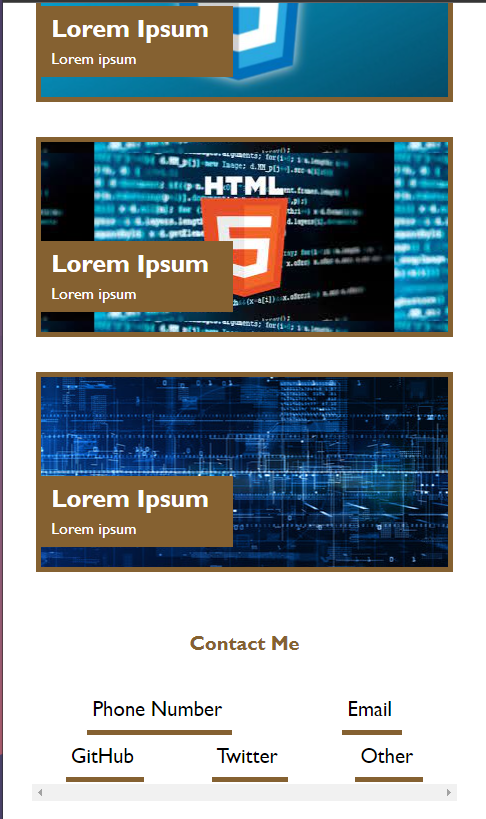 Lorem Ipsum
Lorem ipsum
HTML
5
Lorem Ipsum
Lorem ipsum
Lorem Ipsum
Lorem ipsum
Contact Me
Phone Number Email
GitHub Twitter Other